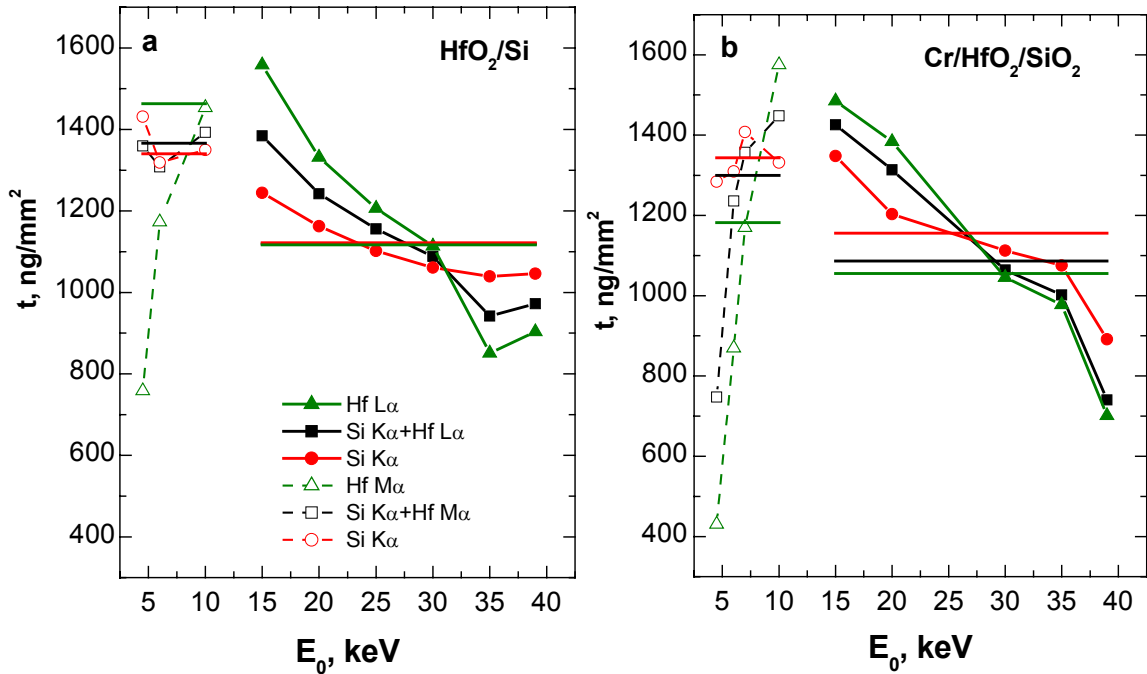 a
HfO₂/Si
1600
1400
1200
1000
800
600
400
t, ng/mm²
Hf Lα
Si Kα+Hf Lα
Si Kα
Hf Mα
Si Kα+Hf Mα
Si Kα
5 10 15 20 25 30 35 40
E₀, keV
b
Cr/HfO₂/SiO₂
1600
1400
1200
1000
800
600
400
t, ng/mm²
5 10 15 20 25 30 35 40
E₀, keV